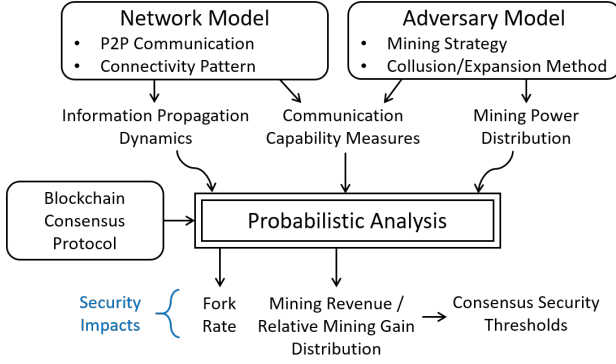 Network Model
• P2P Communication
• Connectivity Pattern
Adversary Model
• Mining Strategy
• Collusion/Expansion Method
Information Propagation
Dynamics
Communication
Capability Measures
Mining Power
Distribution
Blockchain
Consensus
Protocol
Probabilistic Analysis
Security
Impacts
Fork
Rate
Mining Revenue /
Relative Mining Gain
Distribution
Consensus Security
Thresholds